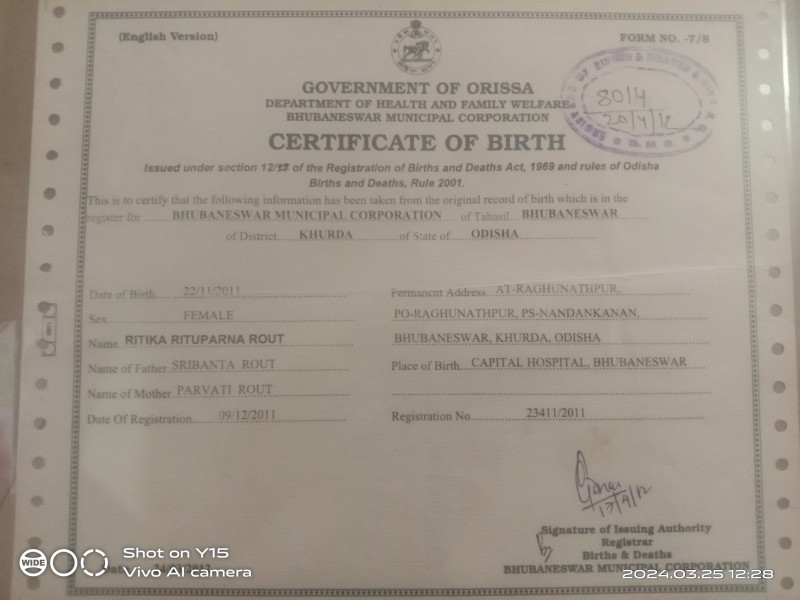 (English Version)
FORM NO. -7/8
8014
20/4/12
GOVERNMENT OF ORISSA
DEPARTMENT OF HEALTH AND FAMILY WELFARE
BHUBANESWAR MUNICIPAL CORPORATION
CERTIFICATE OF BIRTH
Issued under section 12/17 of the Registration of Births and Deaths Act, 1969 and rules of Odisha
Births and Deaths, Rule 2001.
This is to certify that the following information has been taken from the original record of birth which is in the
register for BHUBANESWAR MUNICIPAL CORPORATION of Tahasil BHUBANESWAR
of District KHURDA of State of ODISHA
Date of Birth 22/11/2011
Sex FEMALE
Name RITIKA RITUPARNA ROUT
Name of Father SRIBANTA ROUT
Name of Mother PARVATI ROUT
Date Of Registration 09/12/2011
Permanent Address AT-RAGHUNATHPUR,
PO-RAGHUNATHPUR, PS-NANDANKANAN,
BHUBANESWAR, KHURDA, ODISHA
Place of Birth CAPITAL HOSPITAL, BHUBANESWAR
Registration No. 23411/2011
17/4/12
Signature of Issuing Authority
Registrar
Births & Deaths
BHUBANESWAR MUNICIPAL CORPORATION
WIDE
Shot on Y15
Vivo AI camera
2024.03.25 12:28